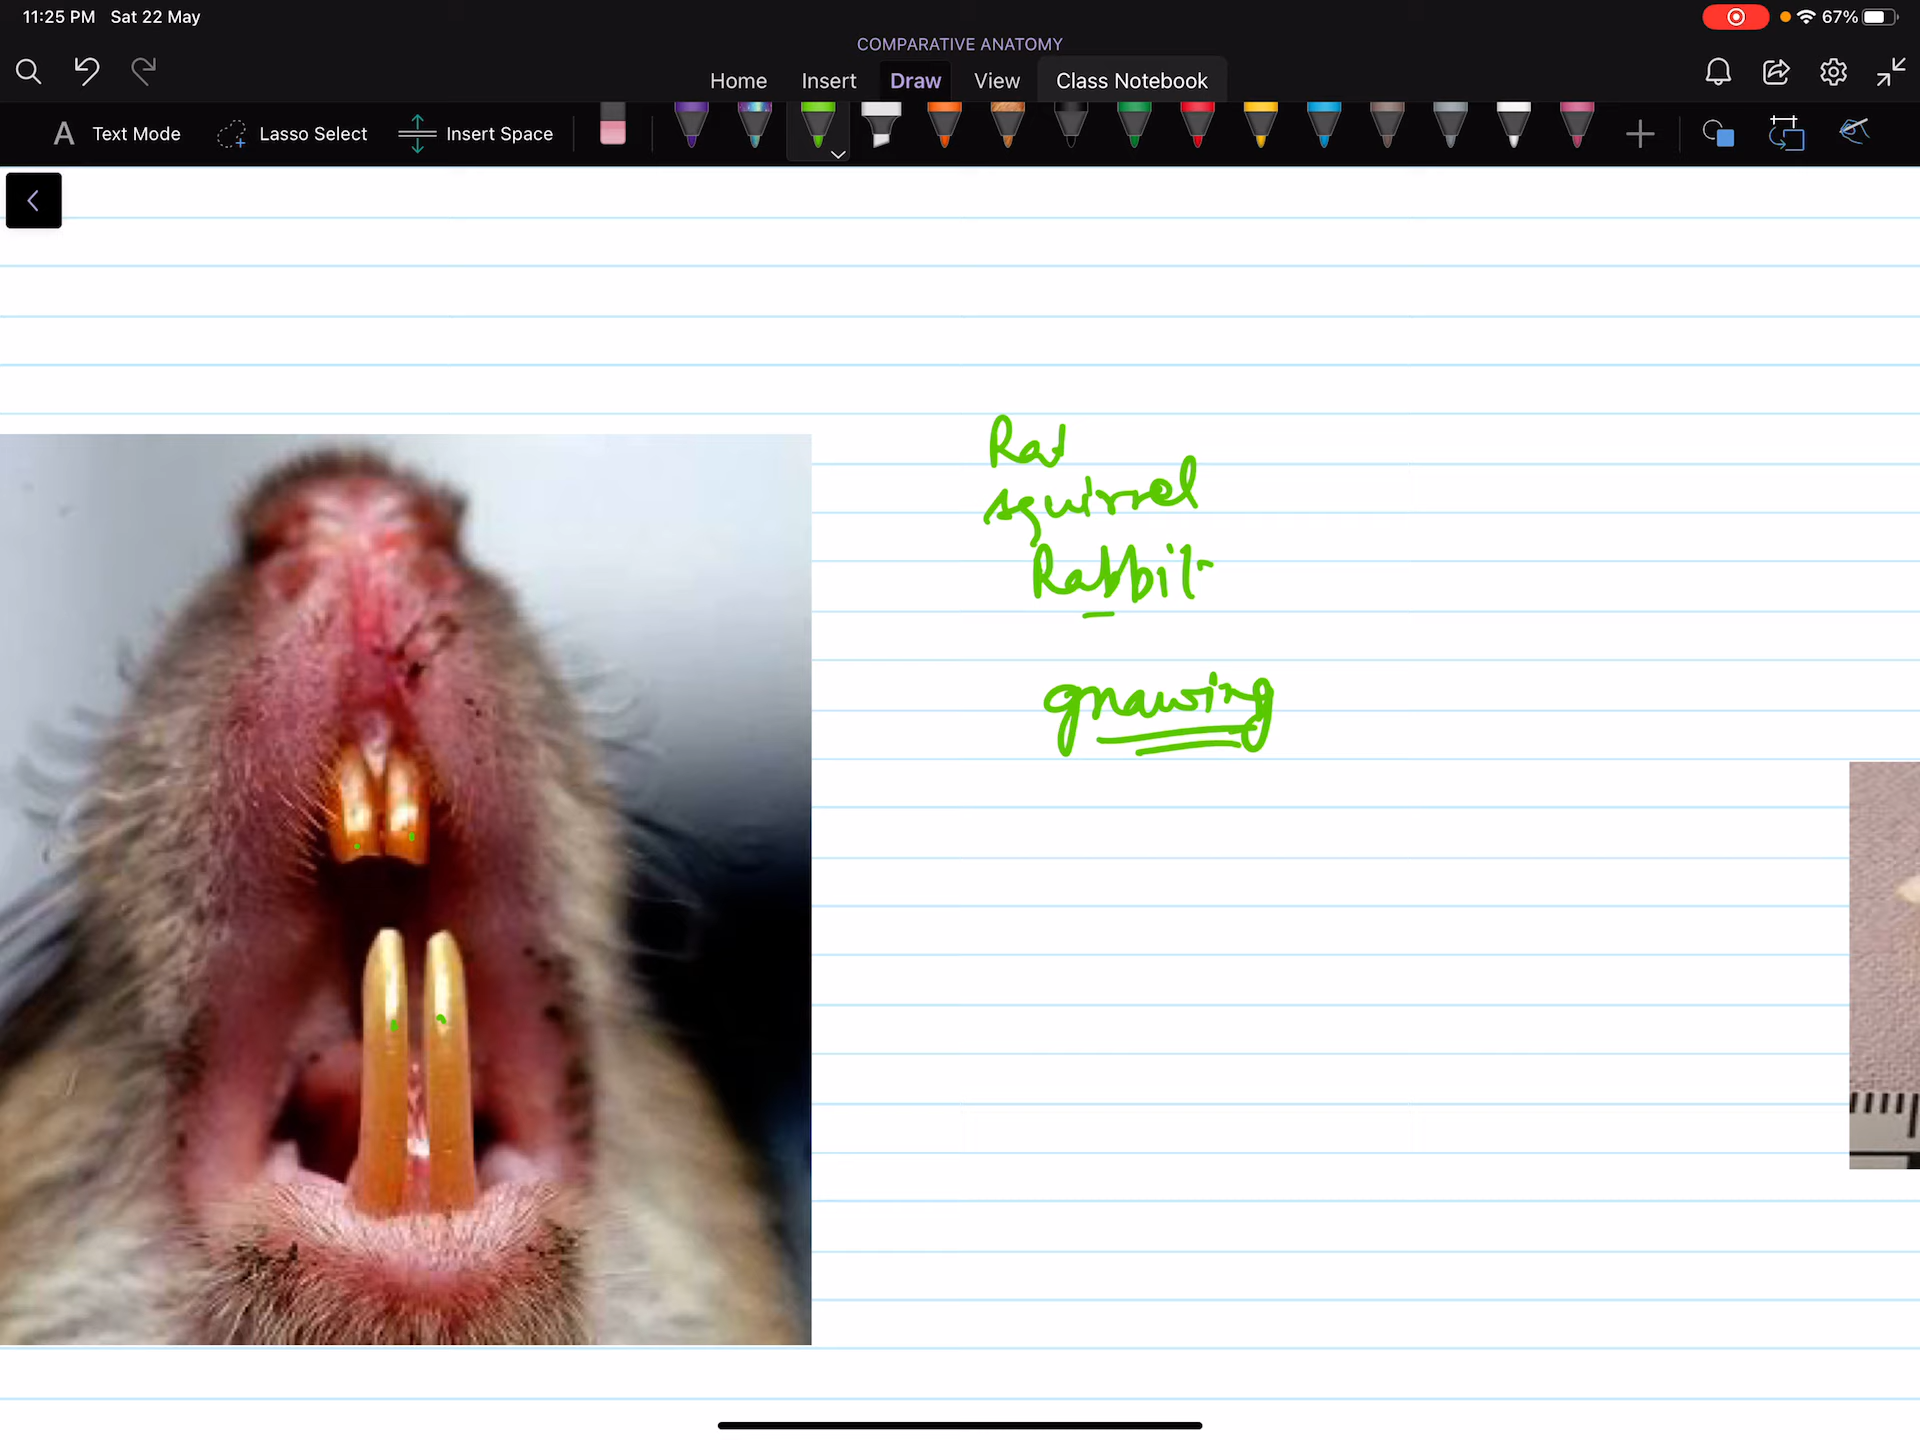 11:25 PM Sat 22 May
67%
COMPARATIVE ANATOMY
Home Insert Draw View Class Notebook
A Text Mode Lasso Select Insert Space
Rat
squirrel
Rabbit
gnawing